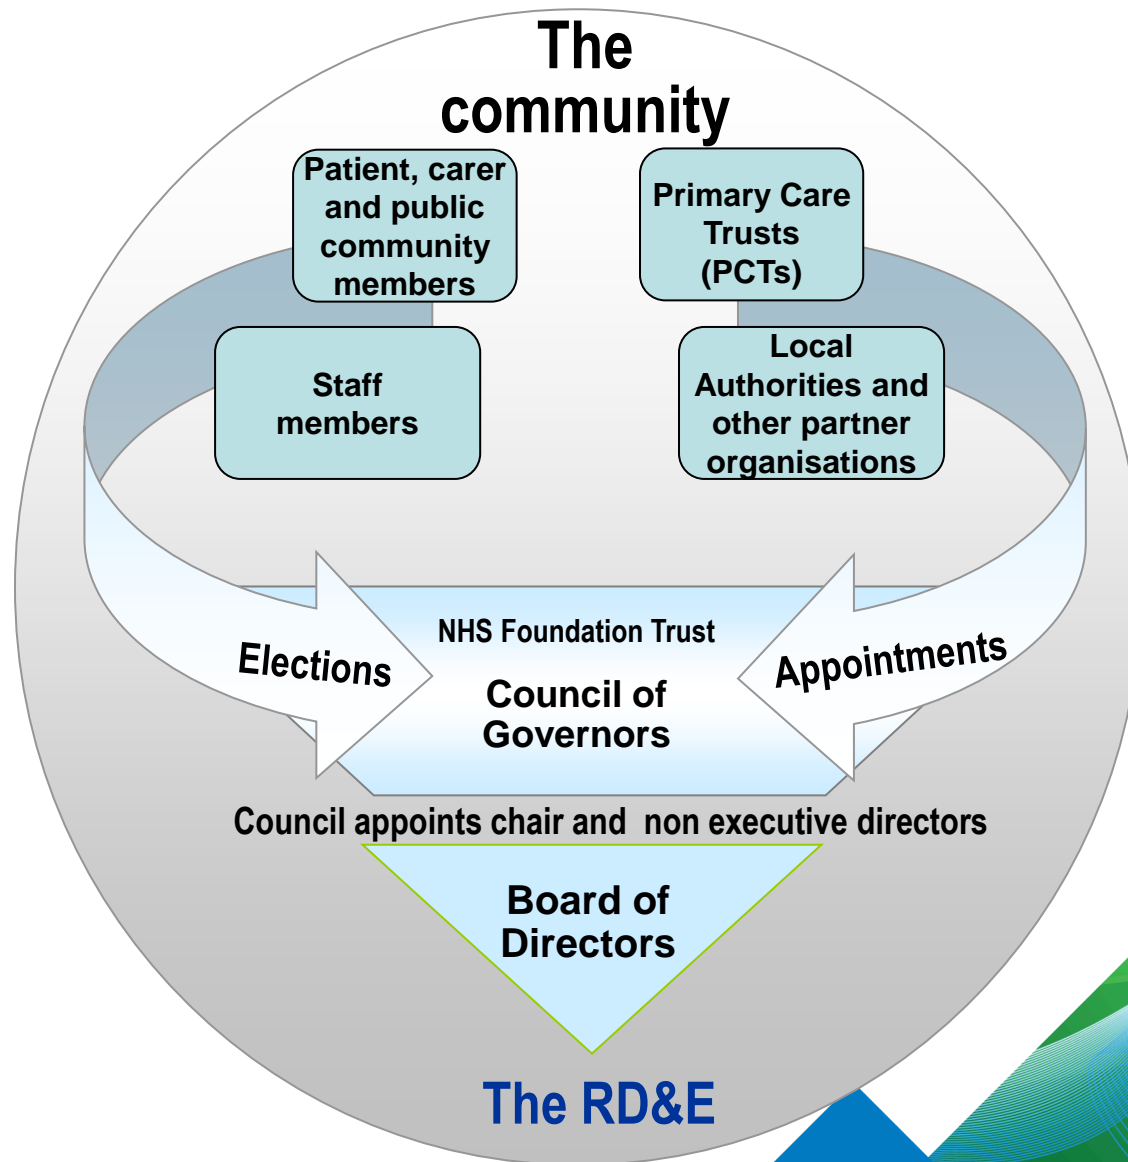 The
community
Patient, carer
and public
community
members
Primary Care
Trusts
(PCTs)
Staff
members
Local
Authorities and
other partner
organisations
Elections
NHS Foundation Trust
Council of
Governors
Appointments
Council appoints chair and  non executive directors
Board of
Directors
The RD&E